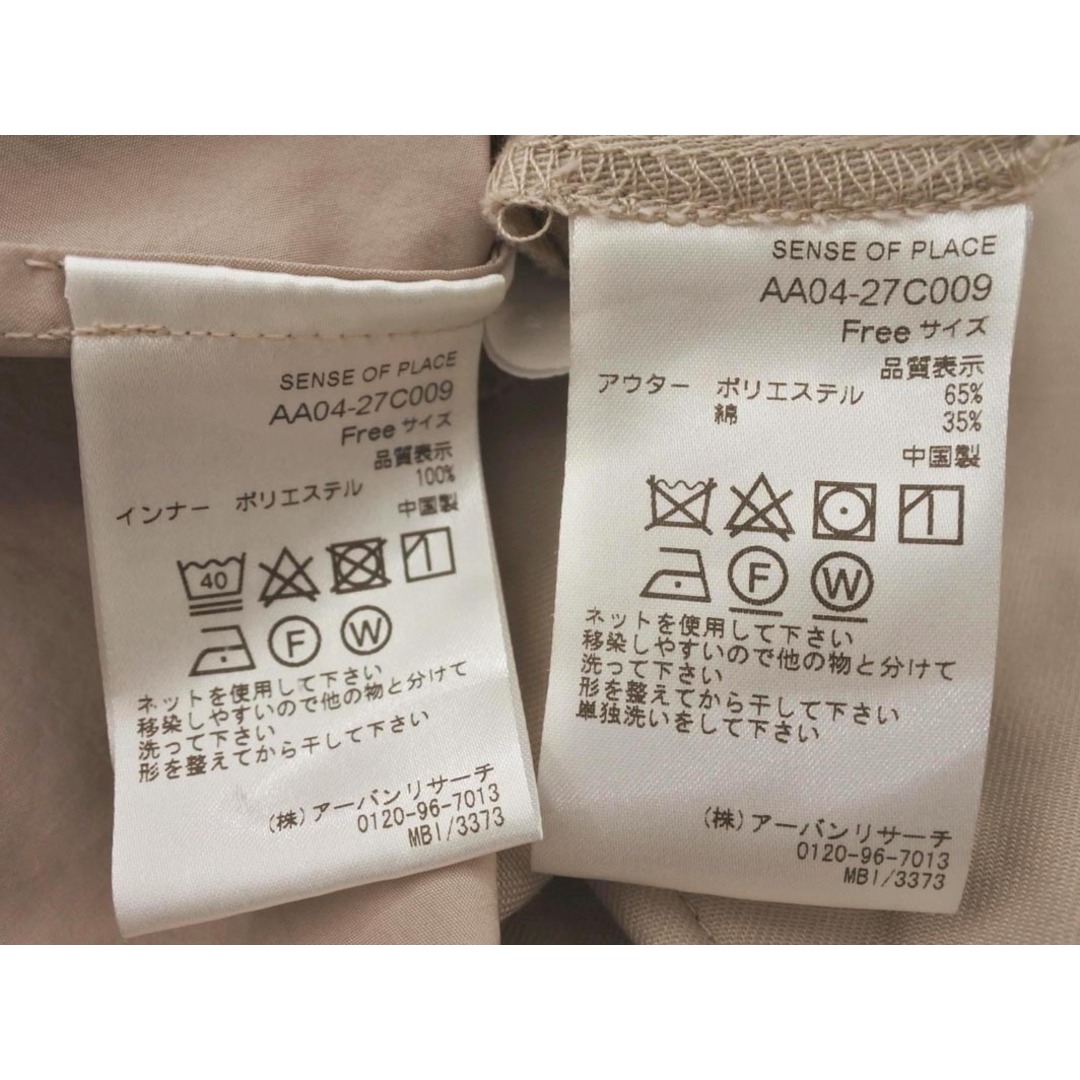 SENSE OF PLACE
AA04-27C009
Free サイズ
品質表示
インナー ポリエステル 100%
中国製
40
F W
ネットを使用して下さい
移染しやすいので他の物と分けて
洗って下さい
形を整えてから干して下さい
(株)アーバンリサーチ
0120-96-7013
MBI/3373
SENSE OF PLACE
AA04-27C009
Free サイズ
品質表示
アウター ポリエステル 65%
綿 35%
中国製
F W
ネットを使用して下さい
移染しやすいので他の物と分けて
洗って下さい
形を整えてから干して下さい
単独洗いをして下さい
(株)アーバンリサーチ
0120-96-7013
MBI/3373